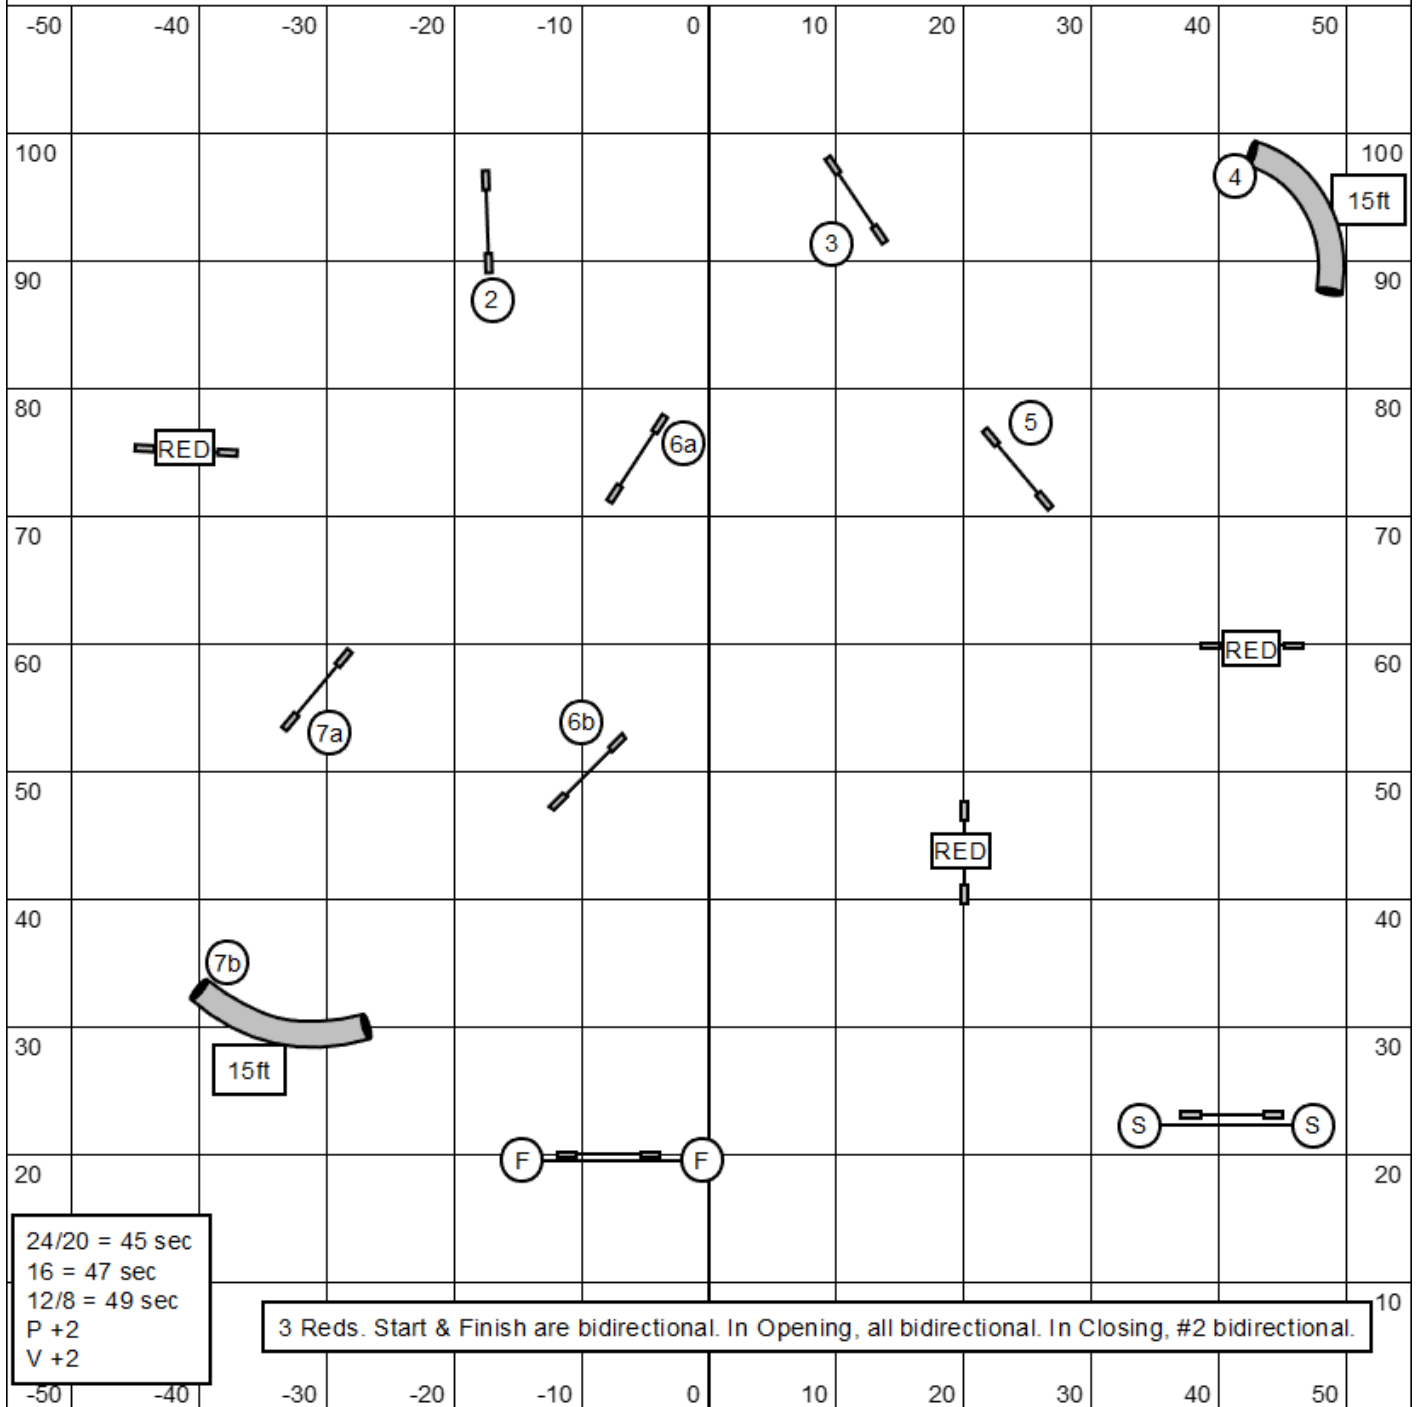 -50 -40 -30 -20 -10 0 10 20 30 40 50
100 100
4
15ft
3
90 90
2
80 80
5
RED
6a
70 70
RED
60 60
6b
7a
50 50
RED
40 40
7b
30 30
15ft
S S
F F
20 20
24/20 = 45 sec
16 = 47 sec
12/8 = 49 sec
P +2
V +2
10
3 Reds. Start & Finish are bidirectional. In Opening, all bidirectional. In Closing, #2 bidirectional.
-50 -40 -30 -20 -10 0 10 20 30 40 50